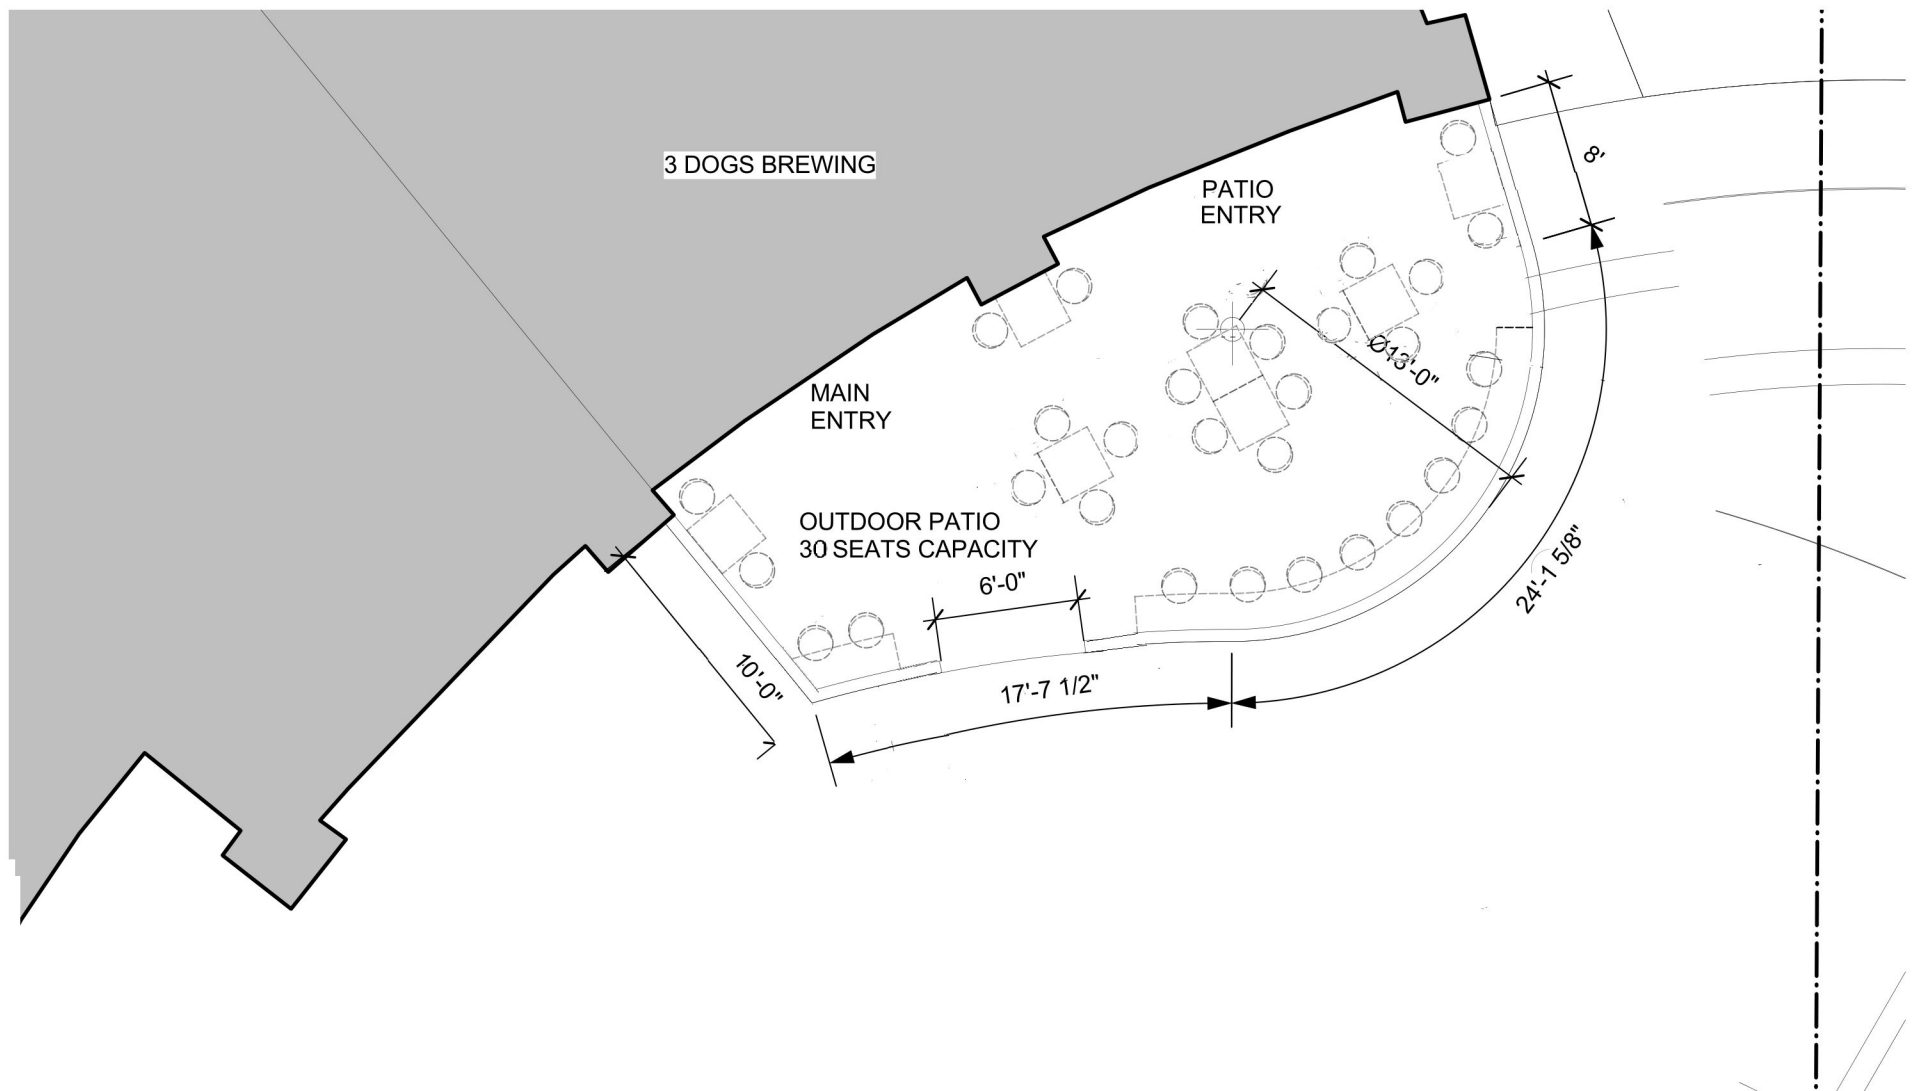 3 DOGS BREWING
PATIO
ENTRY
8'
Ø13'-0"
MAIN
ENTRY
OUTDOOR PATIO
30 SEATS CAPACITY
6'-0"
24'-1 5/8"
10'-0"
17'-7 1/2"